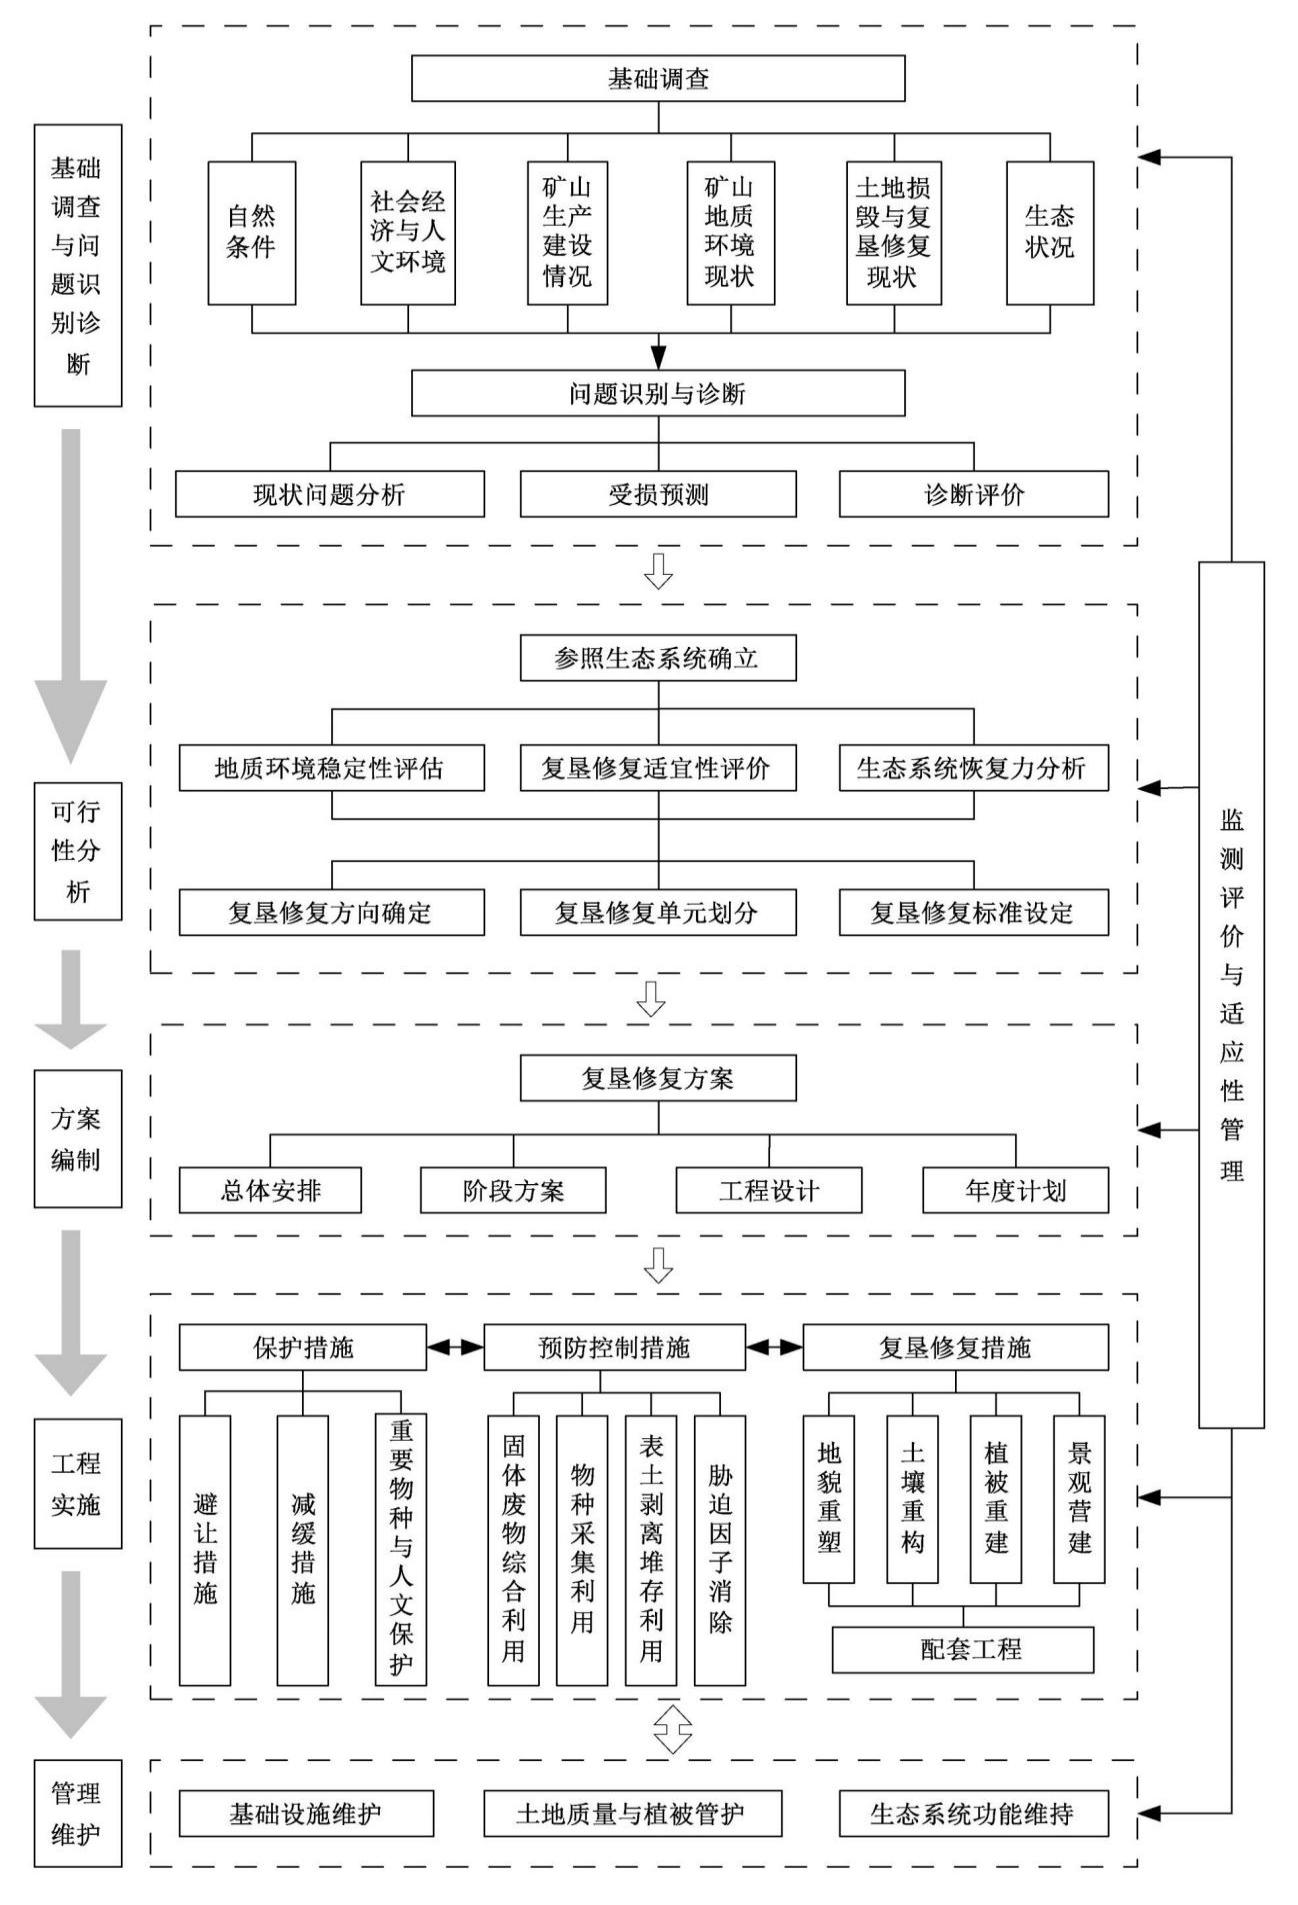 基础调查
基础
调查
与问
题识
别诊
断
自然
条件
社会经
济与人
文环境
矿山
生产
建设
情况
矿山
地质
环境
现状
土地损
毁与复
垦修复
现状
生态
状况
问题识别与诊断
现状问题分析
受损预测
诊断评价
参照生态系统确立
地质环境稳定性评估
复垦修复适宜性评价
生态系统恢复力分析
可行
性分
析
复垦修复方向确定
复垦修复单元划分
复垦修复标准设定
监测评价与适应性管理
复垦修复方案
方案
编制
总体安排
阶段方案
工程设计
年度计划
保护措施
预防控制措施
复垦修复措施
工程
实施
避让措施
减缓措施
重要物种与人文保护
固体废物综合利用
物种采集利用
表土剥离堆存利用
胁迫因子消除
地貌重塑
土壤重构
植被重建
景观营建
配套工程
管理
维护
基础设施维护
土地质量与植被管护
生态系统功能维持